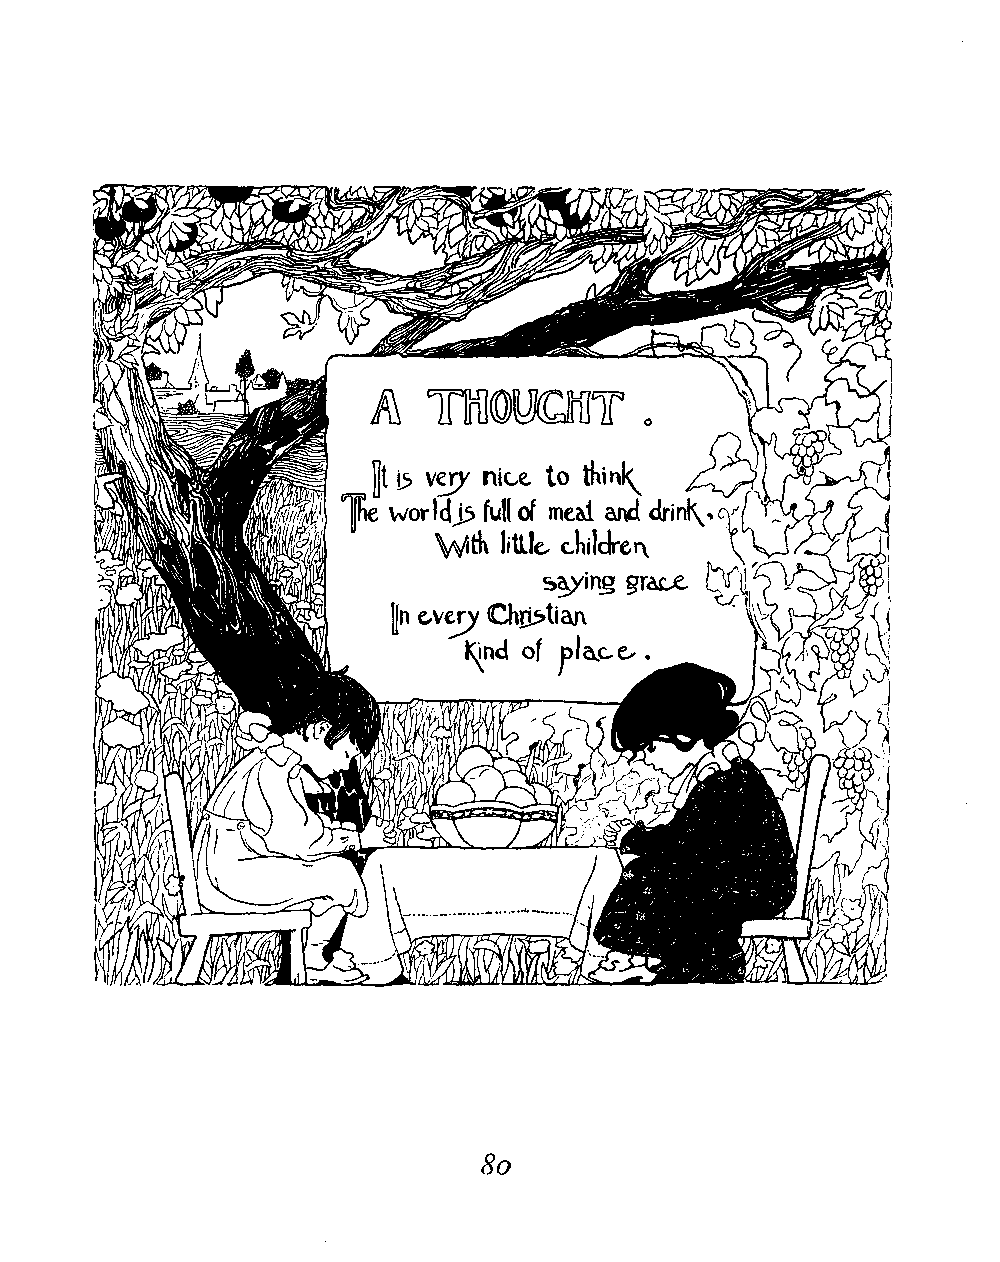 A THOUGHT.
It is very nice to think
The world is full of meat and drink,
With little children
saying grace
In every Christian
kind of place.
80